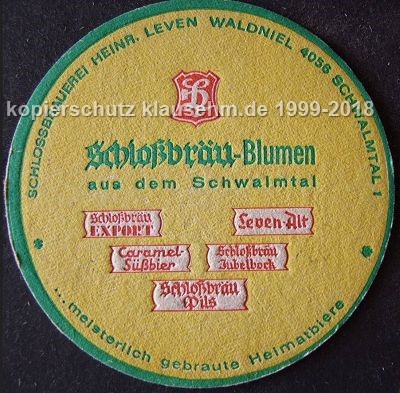 SCHLOSSBRAUEREI HEINR. LEVEN WALDNIEL 4056 SCHWALMTAL 1
kopierschutz klausehm.de 1999-2018
Schloßbräu-Blumen
aus dem Schwalmtal
Schloßbräu
EXPORT
Leven-Alt
Caramel-
Süßbier
Schloßbräu
Jubelbock
Schloßbräu
Pils
....meisterlich gebraute Heimatbiere